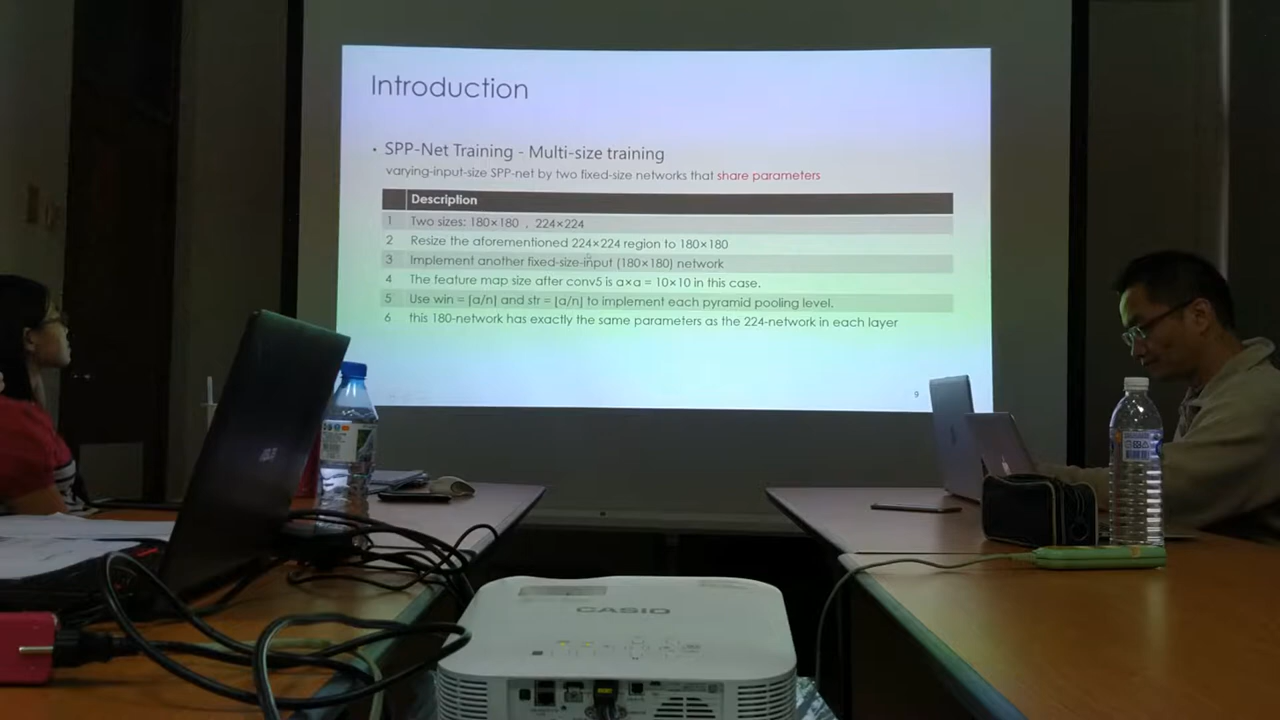 Introduction
• SPP-Net Training - Multi-size training
varying-input-size SPP-net by two fixed-size networks that share parameters
Description
1 Two sizes: 180×180 , 224×224
2 Resize the aforementioned 224×224 region to 180×180
3 Implement another fixed-size-input (180×180) network
4 The feature map size after conv5 is a×a = 10×10 in this case.
5 Use win = ⌈a/n⌉ and str = ⌊a/n⌋ to implement each pyramid pooling level.
6 this 180-network has exactly the same parameters as the 224-network in each layer
9
CASIO